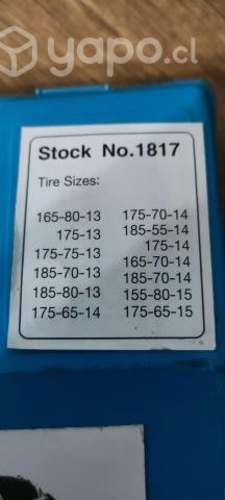 yapo.cl
Stock No.1817
Tire Sizes:
165-80-13 175-70-14
175-13 185-55-14
175-75-13 175-14
185-70-13 165-70-14
185-80-13 185-70-14
175-65-14 155-80-15
175-65-15